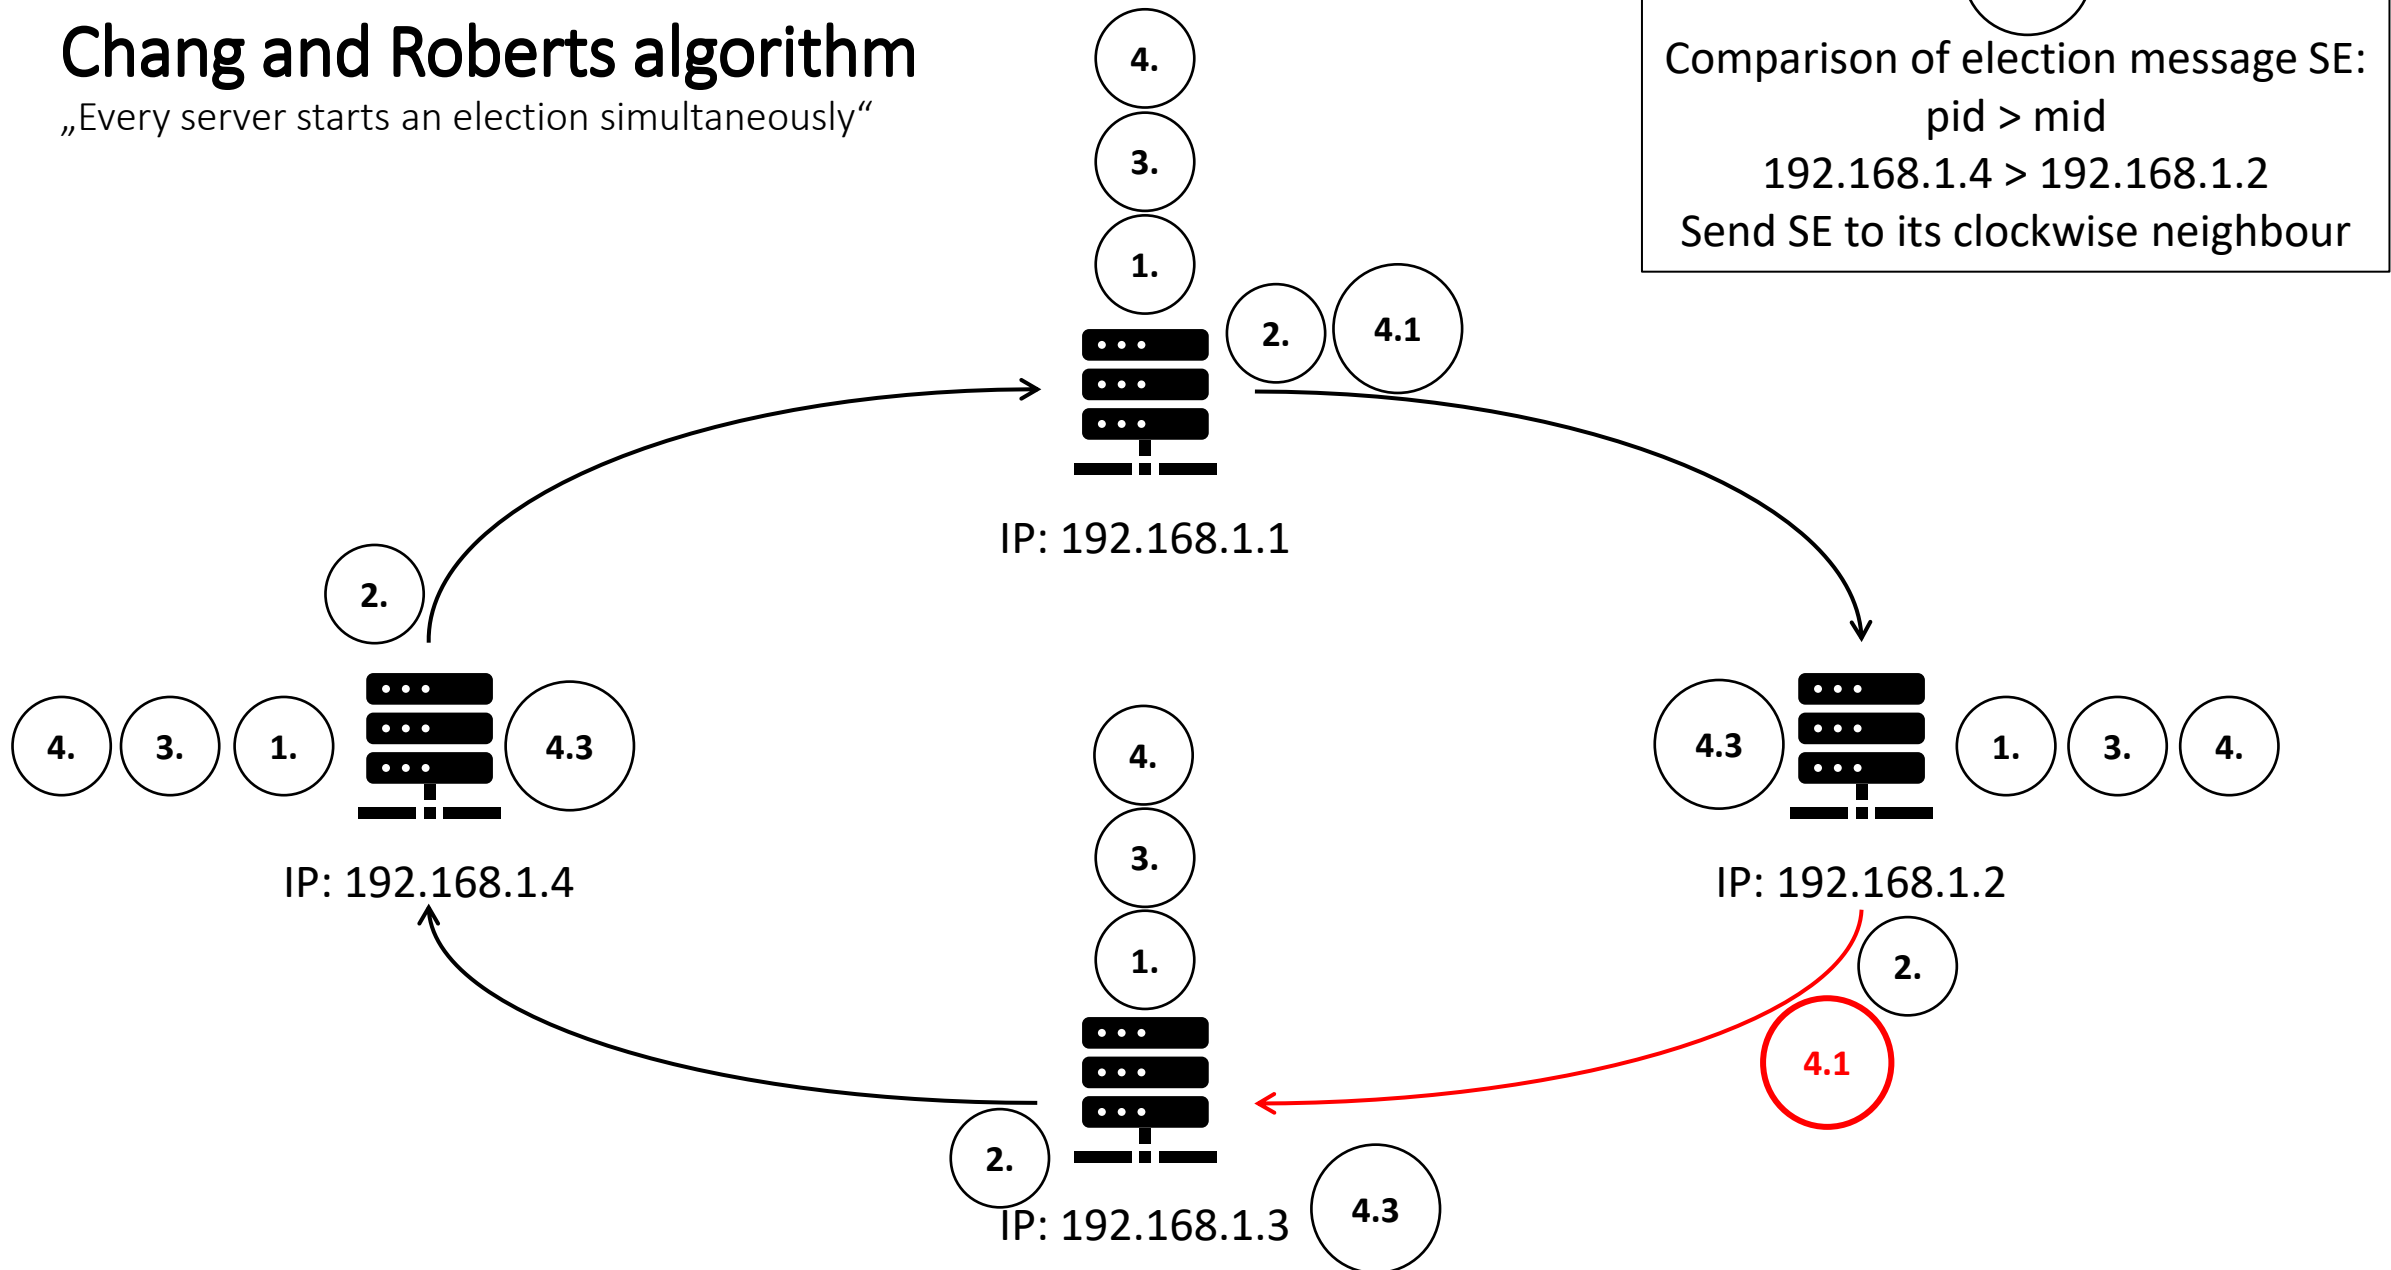 Chang and Roberts algorithm
„Every server starts an election simultaneously“
Comparison of election message SE:
pid > mid
192.168.1.4 > 192.168.1.2
Send SE to its clockwise neighbour
4.
3.
1.
2.
4.1
IP: 192.168.1.1
2.
4.
3.
1.
4.3
IP: 192.168.1.4
4.3
1.
3.
4.
IP: 192.168.1.2
2.
4.1
4.
3.
1.
2.
IP: 192.168.1.3
4.3